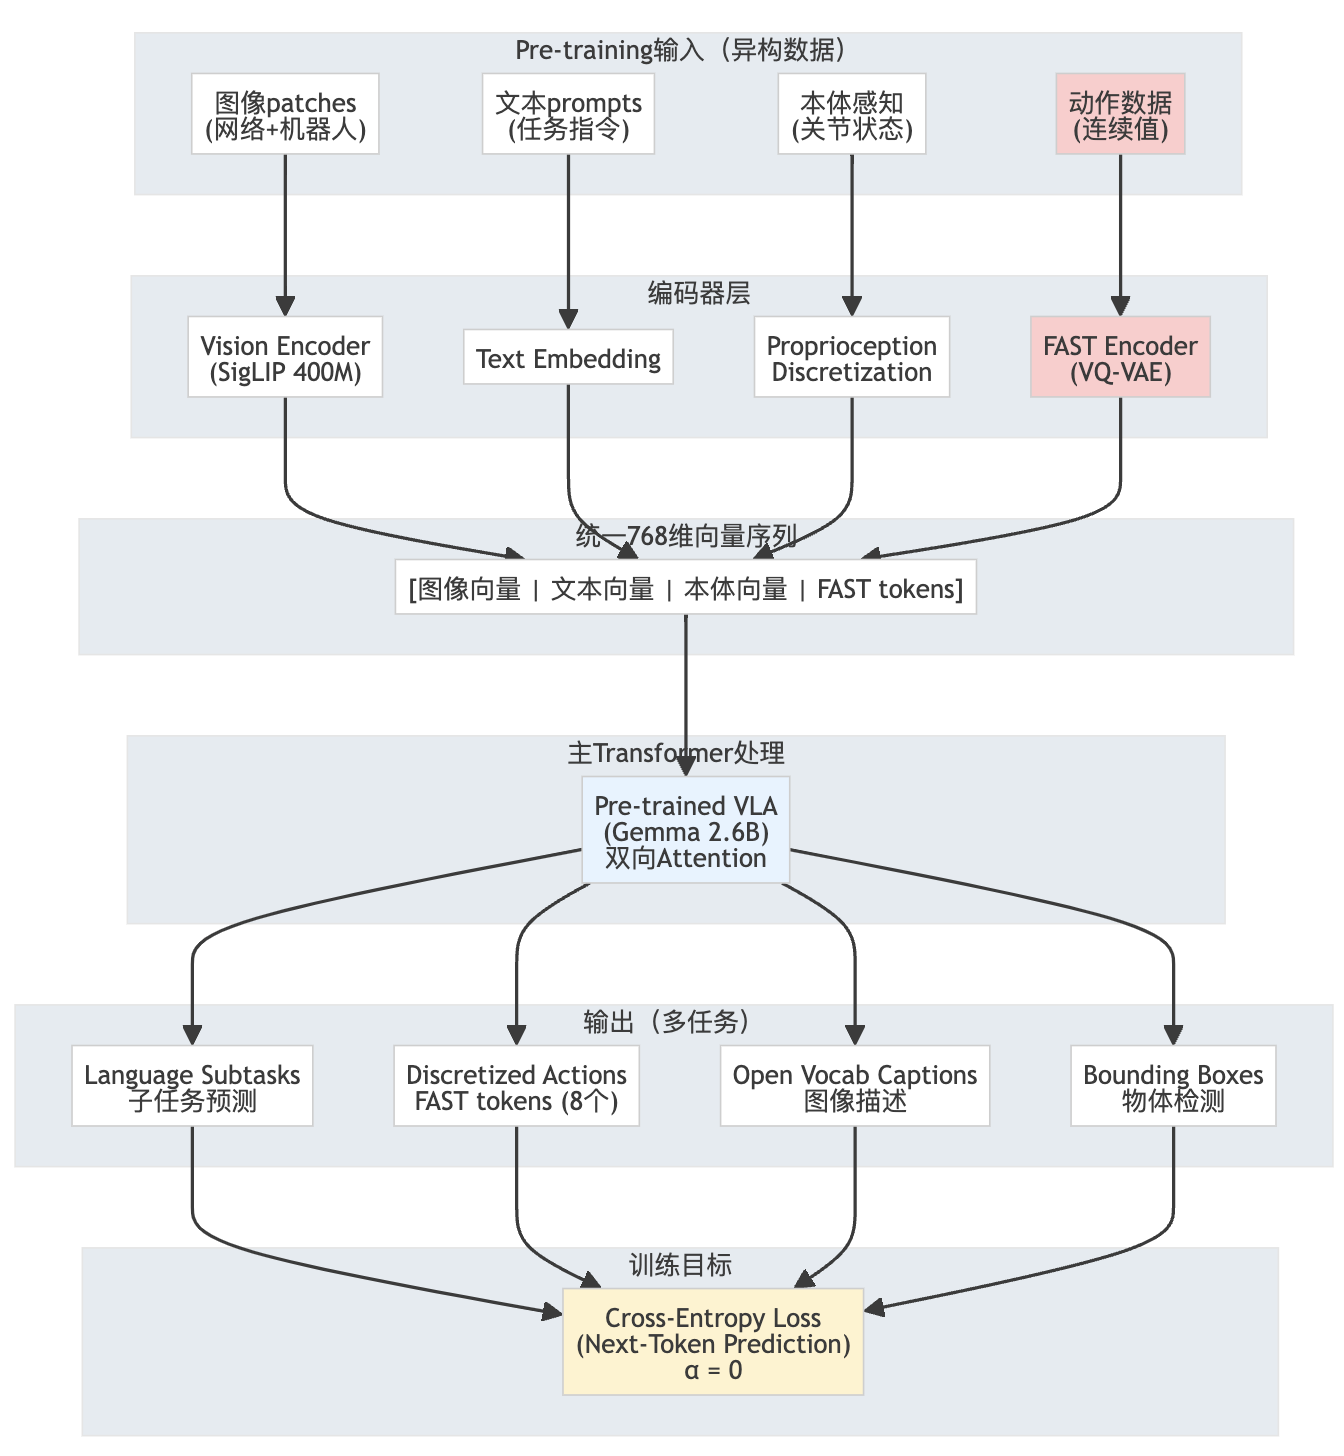 Pre-training输入（异构数据）
图像patches
(网络+机器人)
文本prompts
(任务指令)
本体感知
(关节状态)
动作数据
(连续值)
编码器层
Vision Encoder
(SigLIP 400M)
Text Embedding
Proprioception
Discretization
FAST Encoder
(VQ-VAE)
统一768维向量序列
[图像向量 | 文本向量 | 本体向量 | FAST tokens]
主Transformer处理
Pre-trained VLA
(Gemma 2.6B)
双向Attention
输出（多任务）
Language Subtasks
子任务预测
Discretized Actions
FAST tokens (8个)
Open Vocab Captions
图像描述
Bounding Boxes
物体检测
训练目标
Cross-Entropy Loss
(Next-Token Prediction)
α = 0